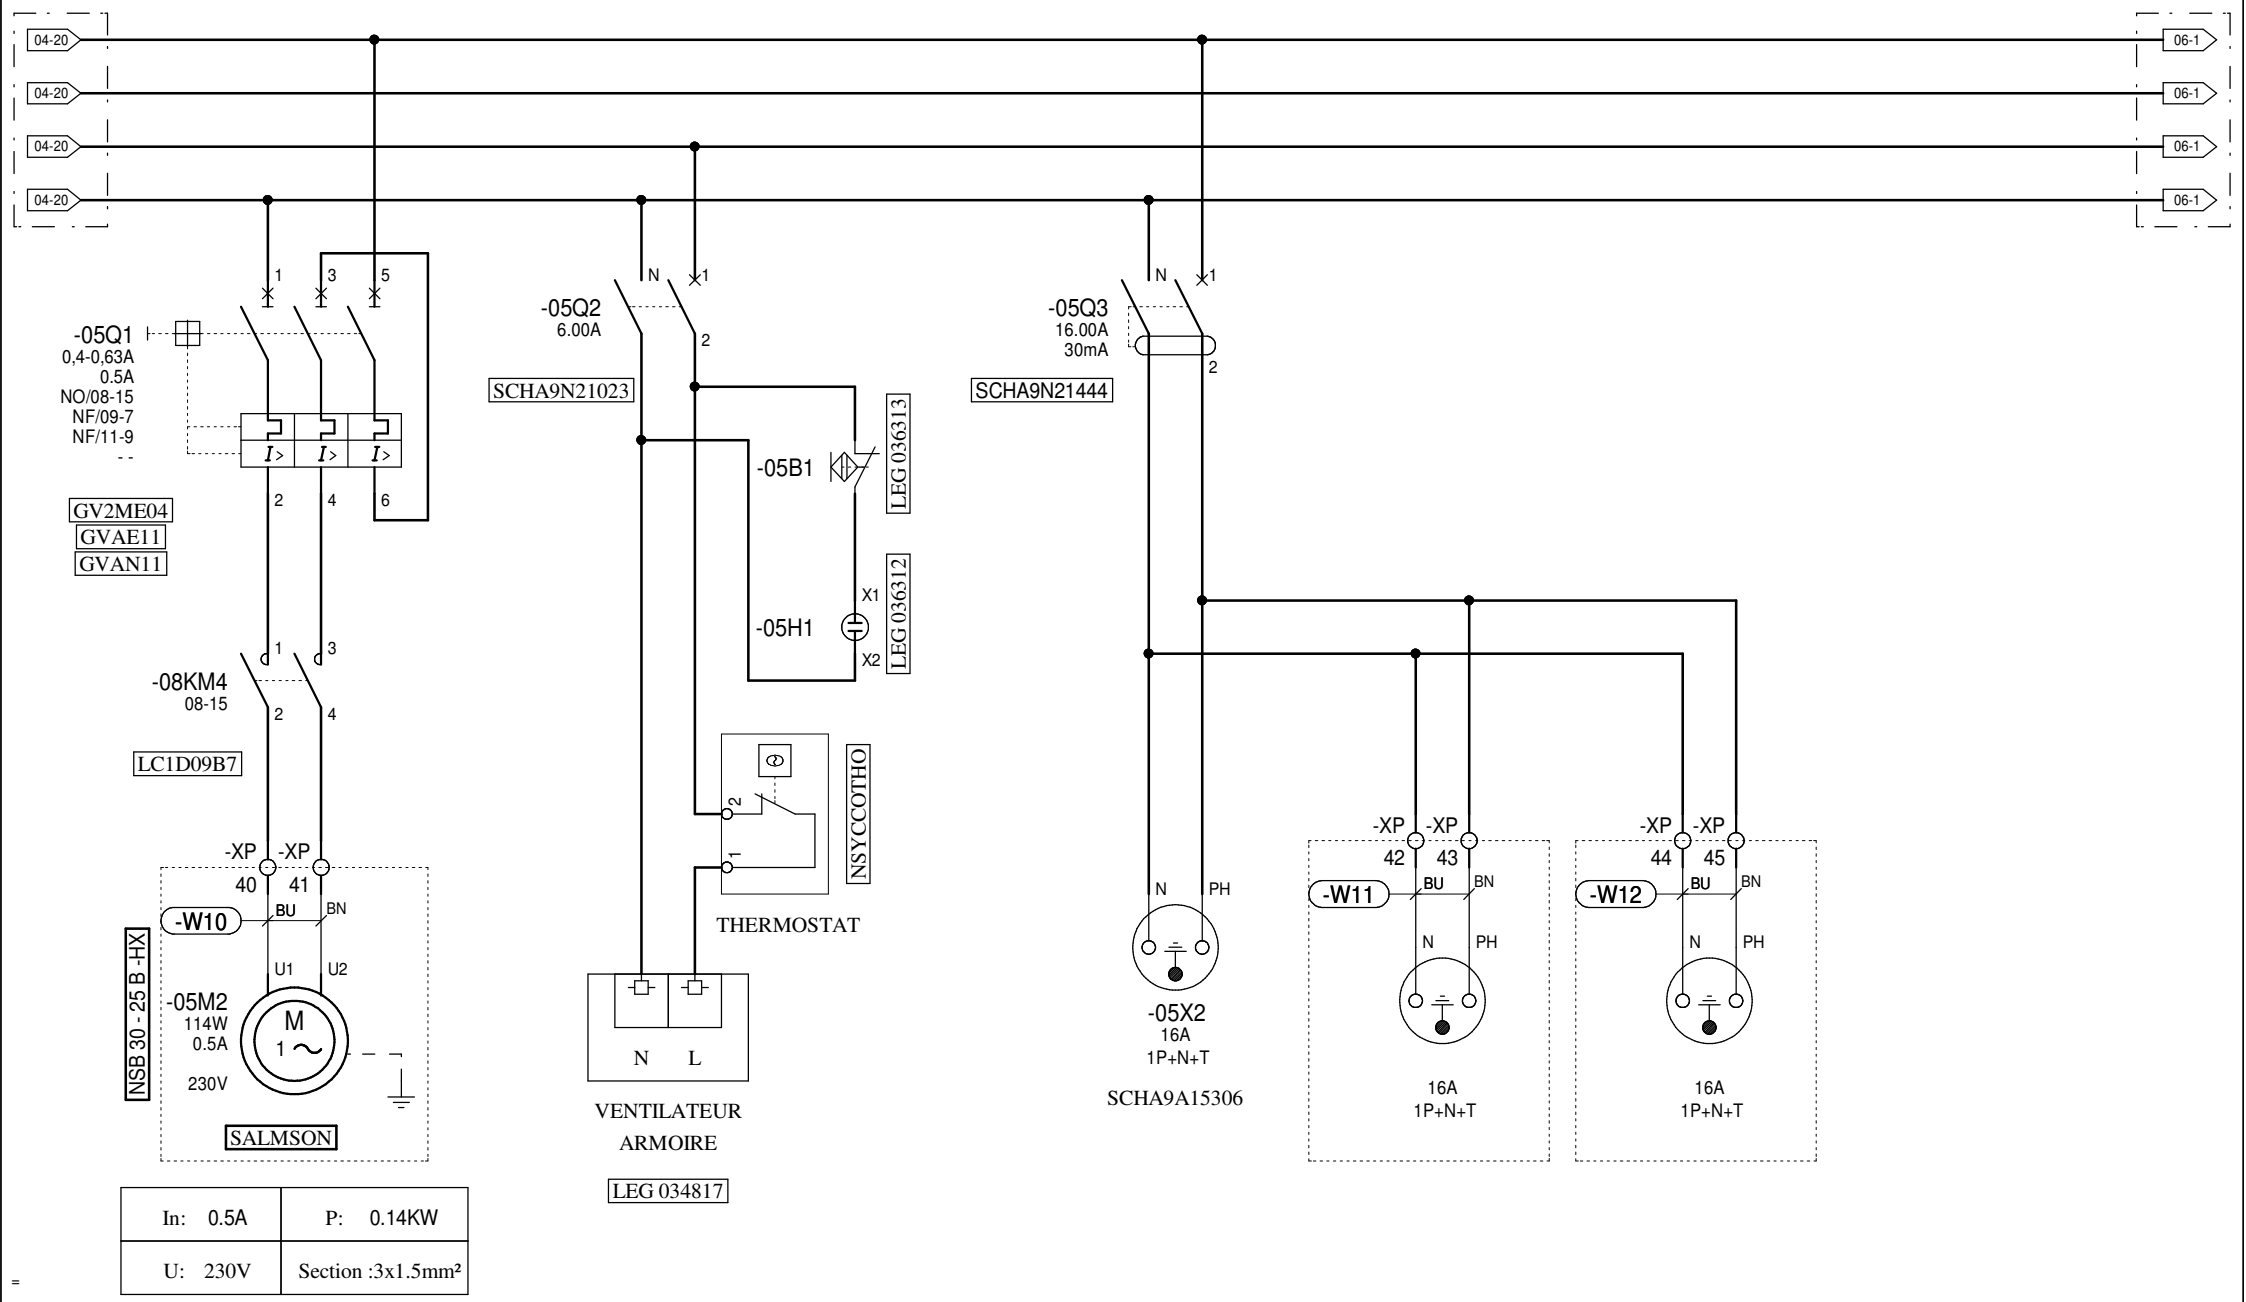 04-20
06-1
04-20
06-1
04-20
06-1
04-20
06-1
1
3
5
-05Q1
0,4-0,63A
0.5A
NO/08-15
NF/09-7
NF/11-9
- -
I>
I>
I>
2
4
6
GV2ME04
GVAE11
GVAN11
1
3
-08KM4
08-15
2
4
LC1D09B7
-XP
-XP
40
41
-W10
BU
BN
U1
U2
NSB 30 - 25 B -HX
-05M2
114W
0.5A
230V
M
1
SALMSON
In: 0.5A
P: 0.14KW
U: 230V
Section :3x1.5mm²
=
N
1
-05Q2
6.00A
2
SCHA9N21023
-05B1
LEG 036313
X1
-05H1
X2
LEG 036312
2
1
NSYCCOTHO
THERMOSTAT
N
L
VENTILATEUR
ARMOIRE
LEG 034817
N
1
-05Q3
16.00A
30mA
2
SCHA9N21444
N
PH
-05X2
16A
1P+N+T
SCHA9A15306
-XP
-XP
42
43
-W11
BU
BN
N
PH
16A
1P+N+T
-XP
-XP
44
45
-W12
BU
BN
N
PH
16A
1P+N+T